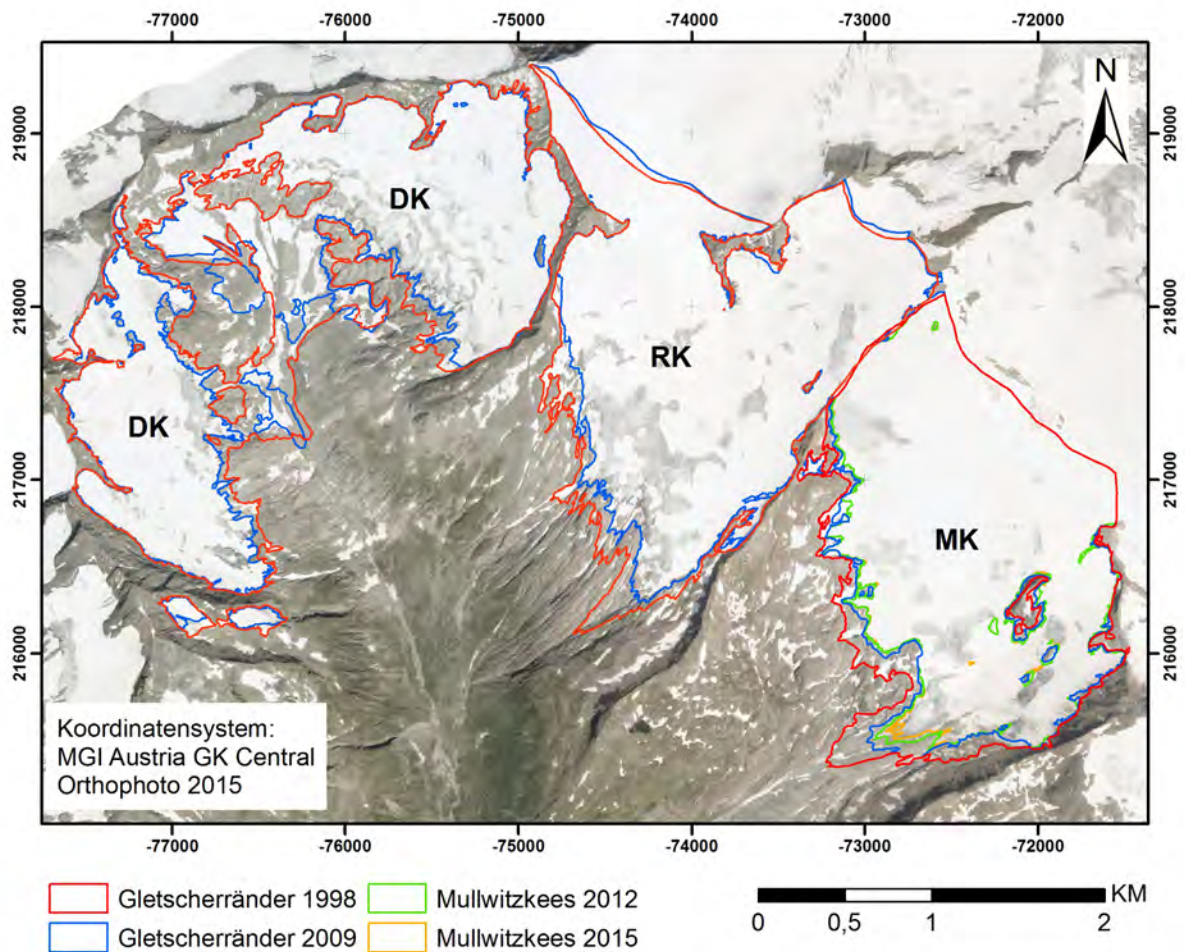 -77000 -76000 -75000 -74000 -73000 -72000
N
219000 219000
DK
218000 218000
RK
DK
217000 217000
MK
216000 216000
Koordinatensystem:
MGI Austria GK Central
Orthophoto 2015
-77000 -76000 -75000 -74000 -73000 -72000
Gletscherränder 1998 Mullwitzkees 2012
Gletscherränder 2009 Mullwitzkees 2015
KM
0 0,5 1 2